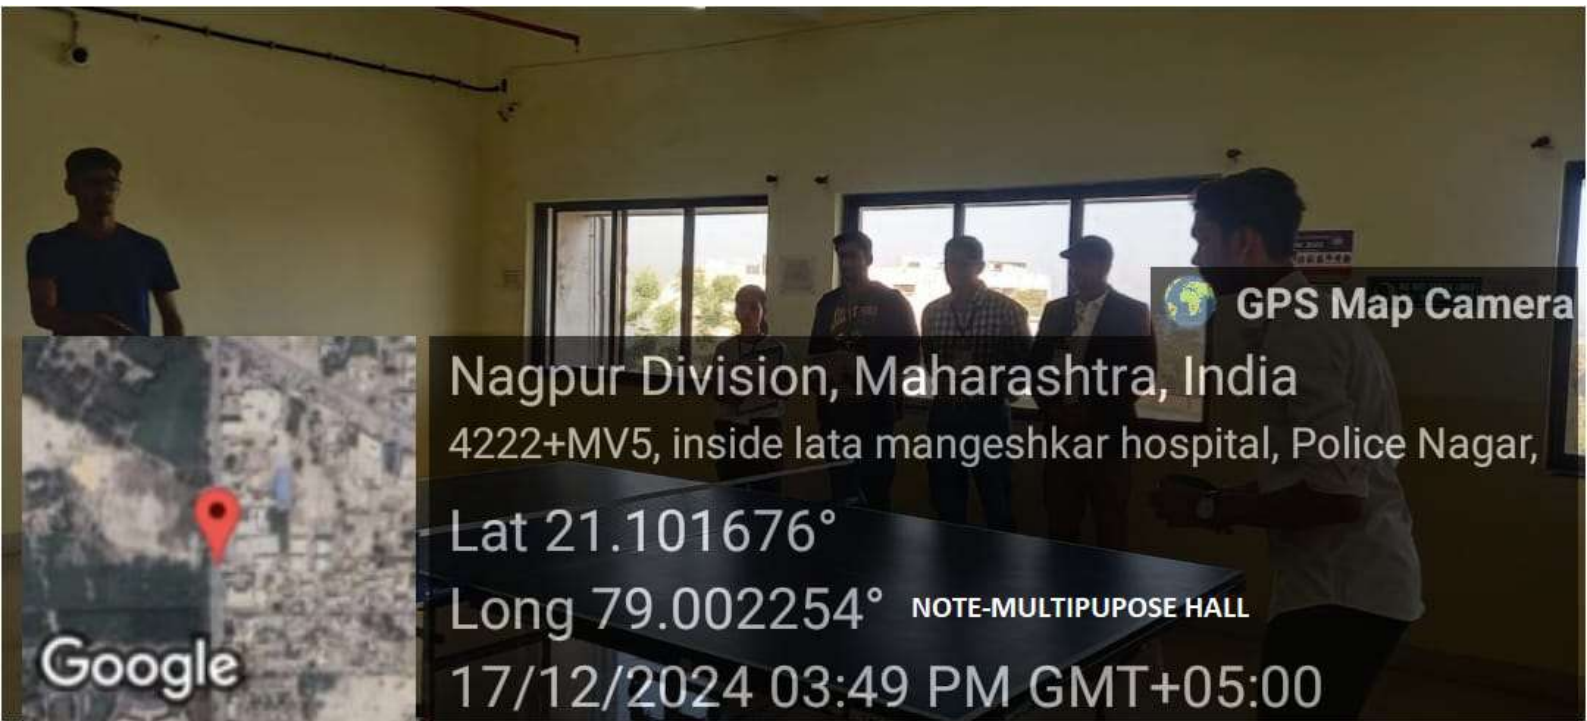 GPS Map Camera
Nagpur Division, Maharashtra, India
4222+MV5, inside lata mangeshkar hospital, Police Nagar,
Lat 21.101676°
Long 79.002254°
NOTE-MULTIPUPOSE HALL
17/12/2024 03:49 PM GMT+05:00
Google